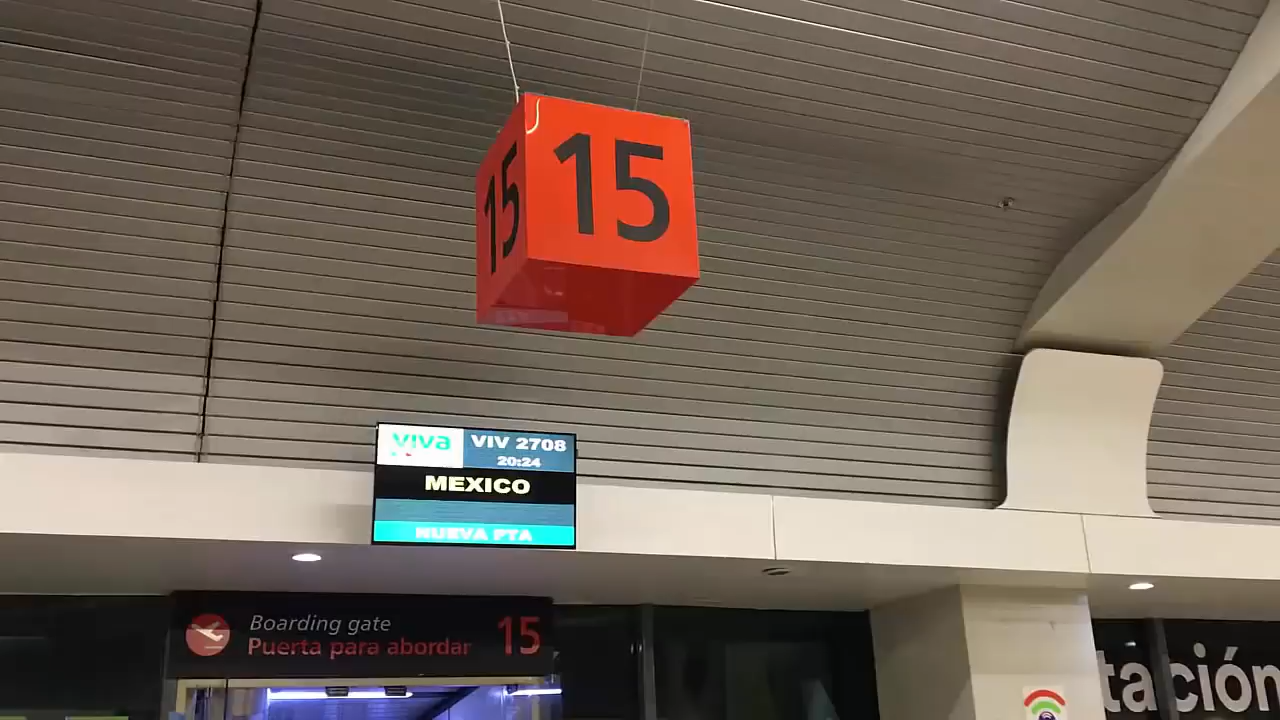 15
15
viva
VIV 2708
20:24
MEXICO
NUEVA PTA
Boarding gate
Puerta para abordar
15
tación